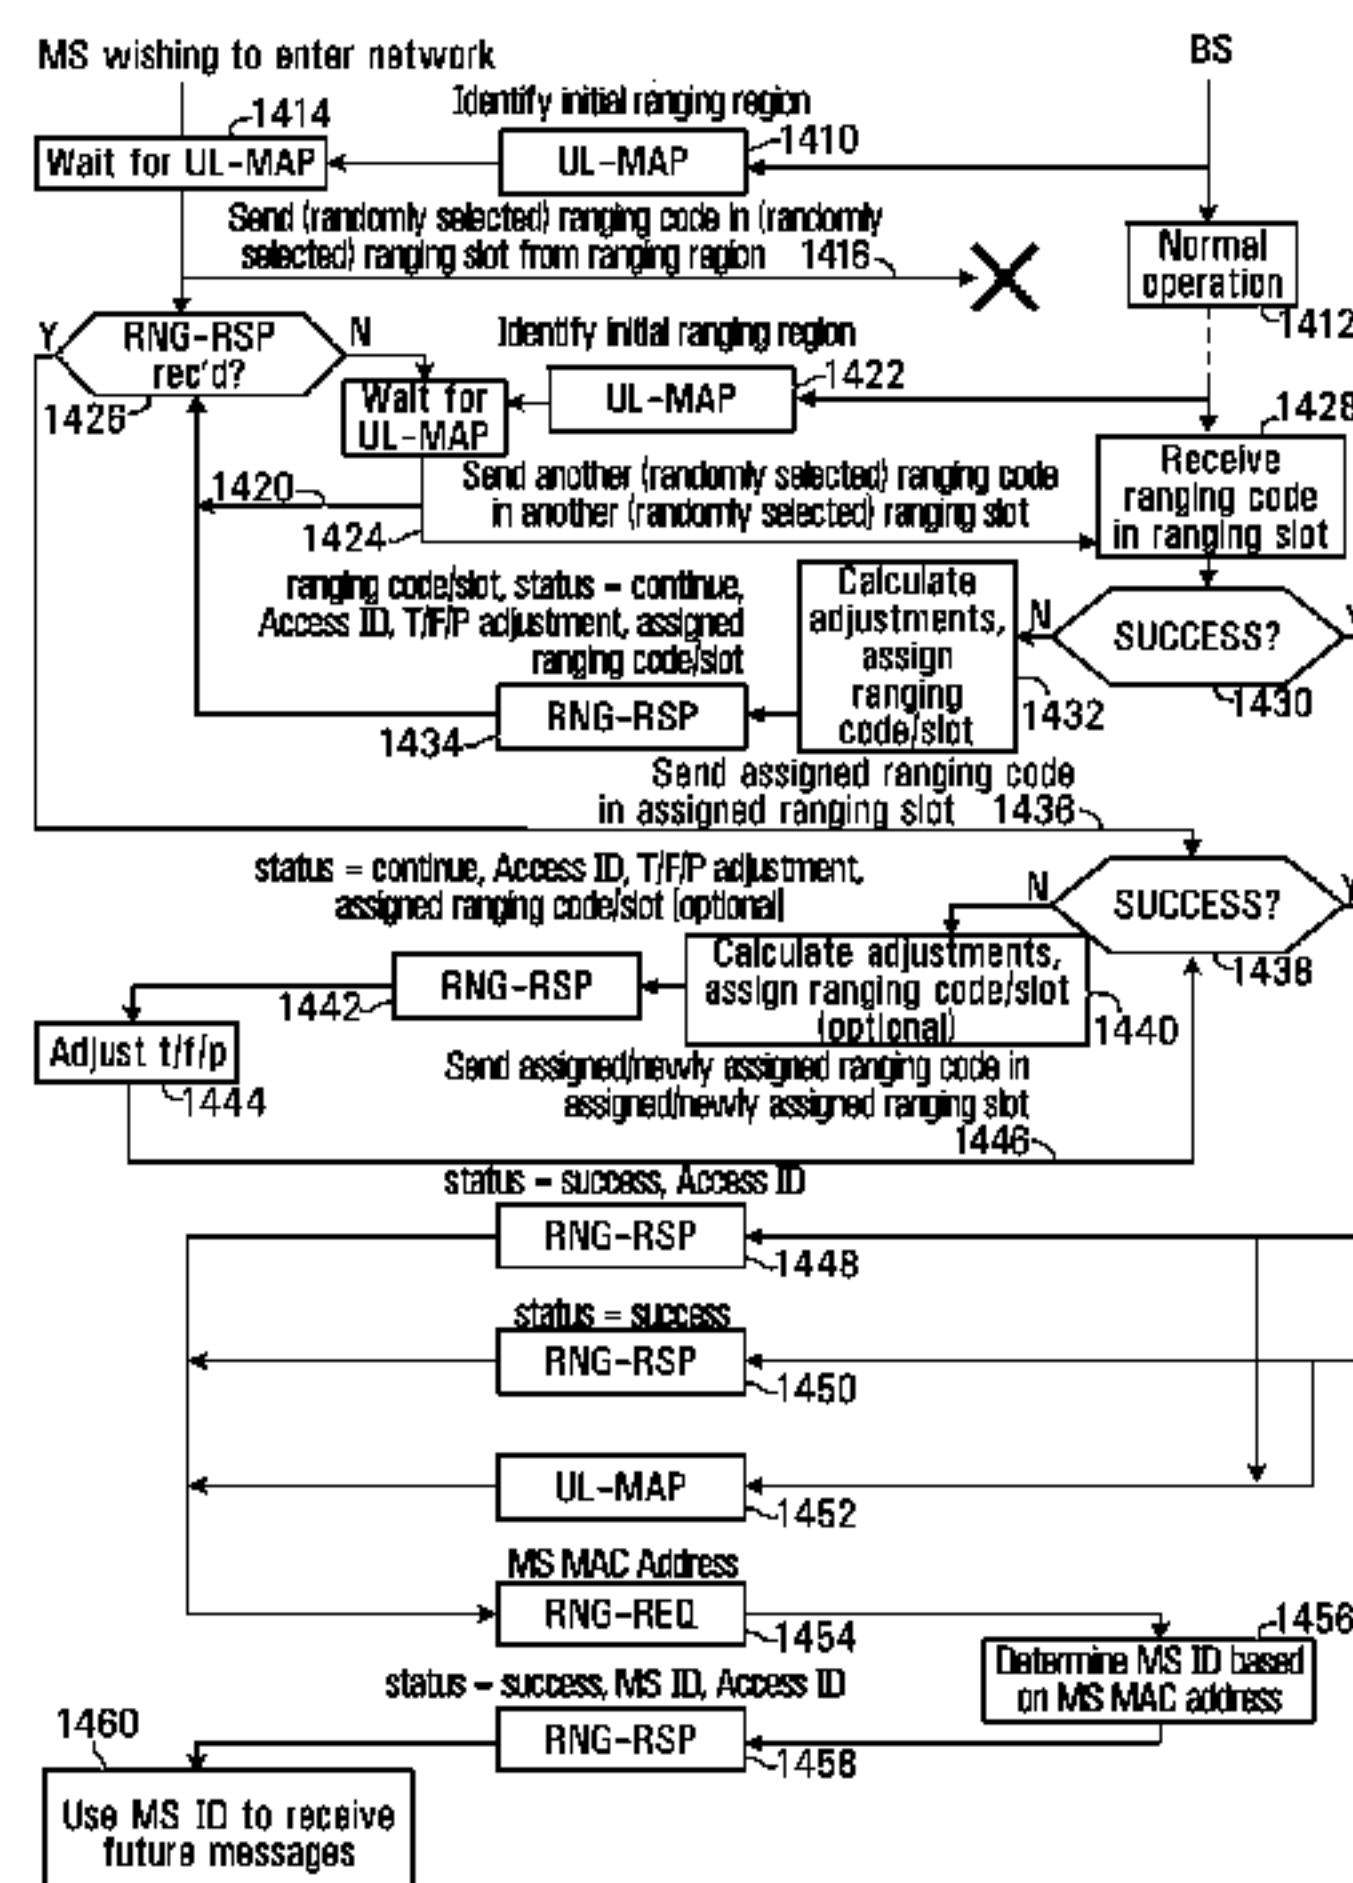 MS wishing to enter network
BS
Identify initial ranging region
1414
Wait for UL-MAP
UL-MAP
1410
Send (randomly selected) ranging code in (randomly
selected) ranging slot from ranging region
1416
Normal
operation
1412
Y
RNG-RSP
rec'd?
N
1426
Identify initial ranging region
Wait for
UL-MAP
UL-MAP
1422
1428
Receive
ranging code
in ranging slot
1420
1424
Send another (randomly selected) ranging code
in another (randomly selected) ranging slot
ranging code/slot, status = continue,
Access ID, T/F/P adjustment, assigned
ranging code/slot
Calculate
adjustments,
assign
ranging
code/slot
1432
N
SUCCESS?
Y
1430
RNG-RSP
1434
Send assigned ranging code
in assigned ranging slot
1436
status = continue, Access ID, T/F/P adjustment,
assigned ranging code/slot (optional)
N
SUCCESS?
Y
1438
Calculate adjustments,
assign ranging code/slot
(optional)
1440
RNG-RSP
1442
Adjust t/f/p
1444
Send assigned/newly assigned ranging code in
assigned/newly assigned ranging slot
1446
status = success, Access ID
RNG-RSP
1448
status = success
RNG-RSP
1450
UL-MAP
1452
MS MAC Address
RNG-REQ
1454
1456
Determine MS ID based
on MS MAC address
status = success, MS ID, Access ID
RNG-RSP
1458
1460
Use MS ID to receive
future messages